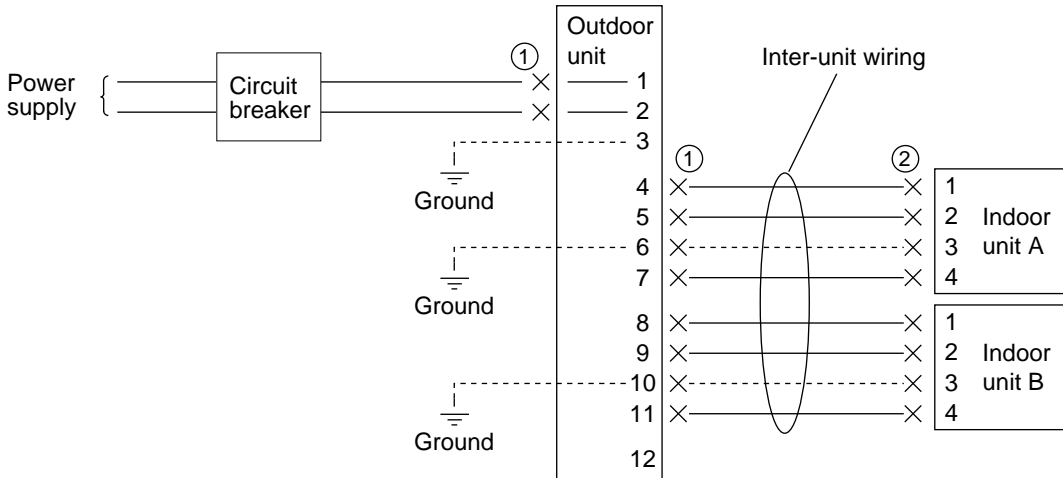 Outdoor
unit
Inter-unit wiring
Power
supply
Circuit
breaker
①
1
2
3
Ground
①
②
4
5
6
7
Ground
1
2
3
4
Indoor
unit A
8
9
10
11
12
Ground
1
2
3
4
Indoor
unit B